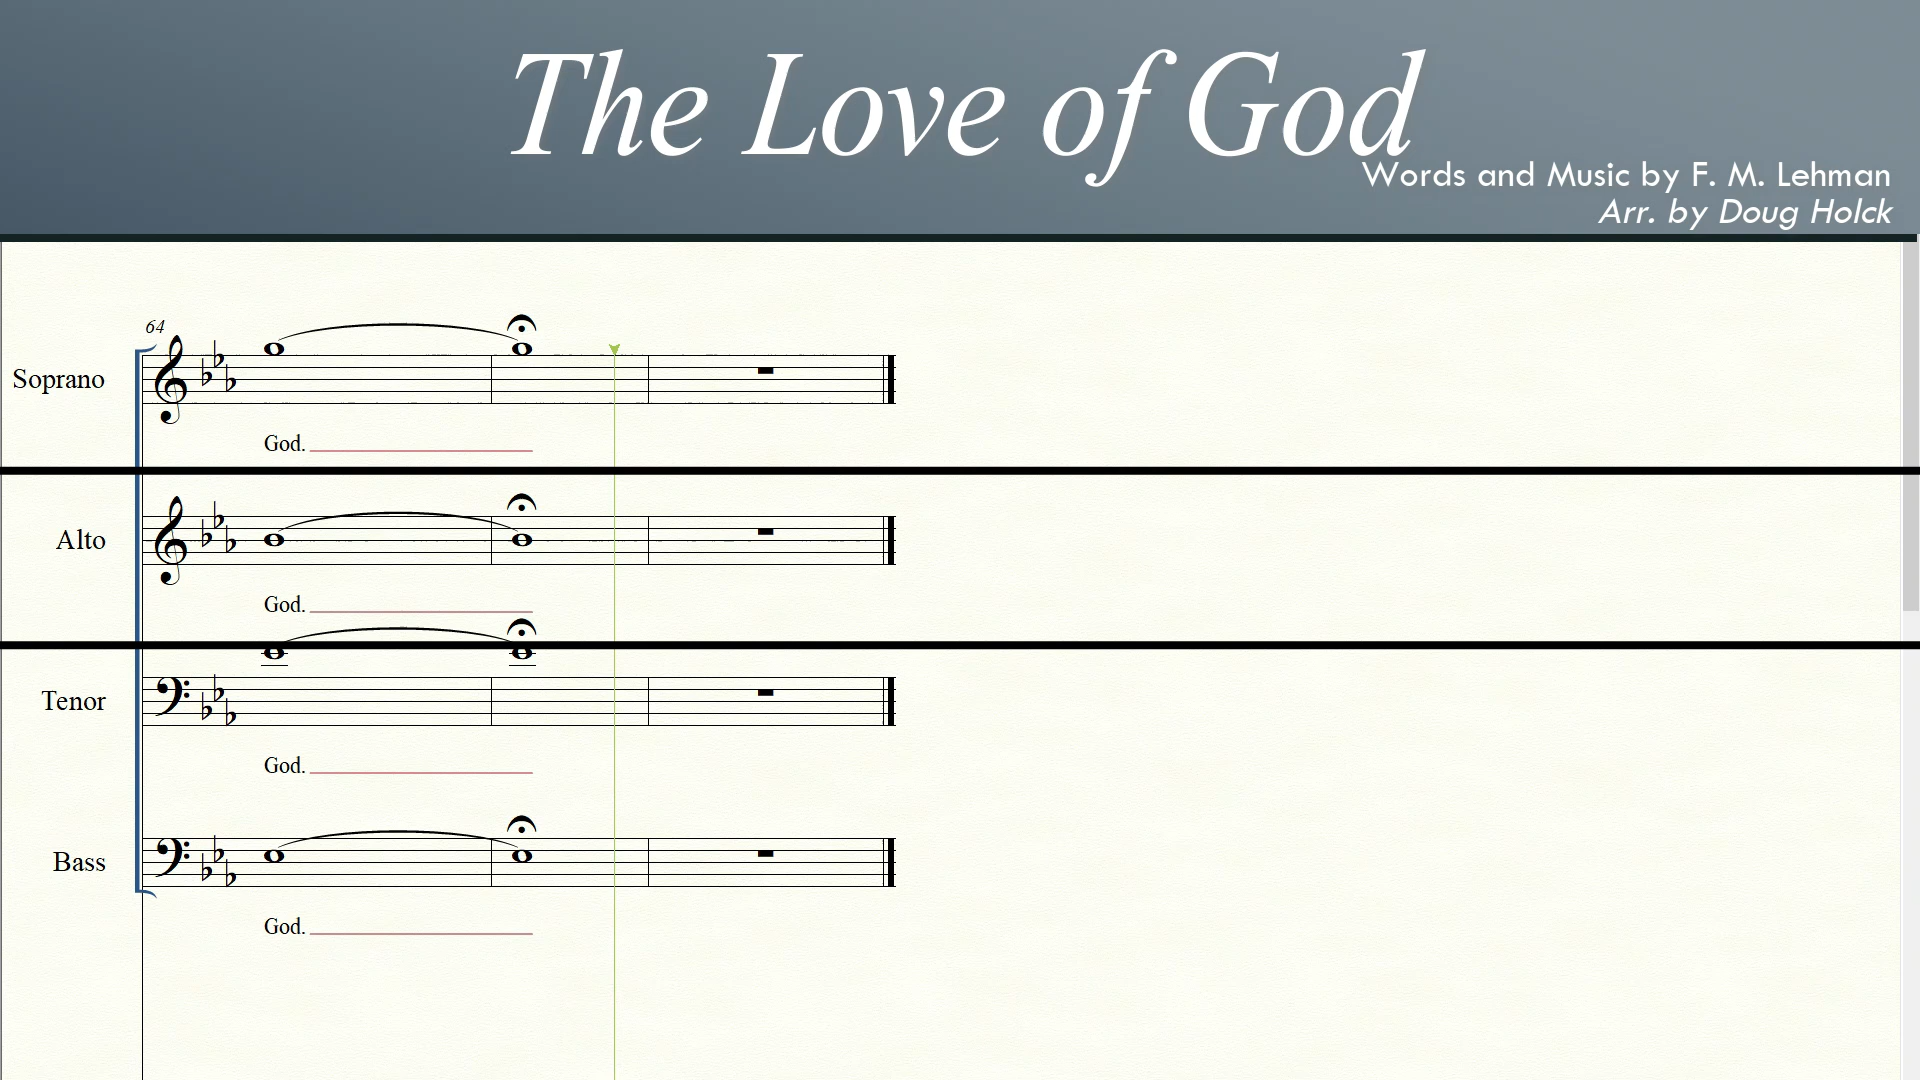 The Love of God
Words and Music by F. M. Lehman
Arr. by Doug Holck
64
Soprano
God.
Alto
God.
Tenor
God.
Bass
God.